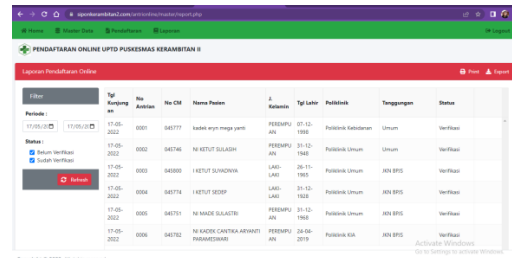 uponkerambitas2.com/antrionline/master/report.php
Home Master Data Pendaftaran Laporan Logout
PENDAFTARAN ONLINE UPTD PUSKESMAS KERAMBITAN II
Laporan Pendaftaran Online Print Export
Filter
Periode :
17/05/20 17/05/20
Status :
Belum Verifikasi
Sudah Verifikasi
Refresh
Tgl Kunjungan No Antrian No CM Nama Pasien Kelamin Tgl Lahir Poliklinik Tanggungan Status
17-05-2022 0001 045777 kadek eryn mega yanti PEREMPUAN 07-12-1998 Poliklinik Kebidanan Umum Verifikasi
17-05-2022 0002 045746 NI KETUT SULASIH PEREMPUAN 31-12-1948 Poliklinik Umum Umum Verifikasi
17-05-2022 0003 045800 I KETUT SUYADNYA LAKI-LAKI 26-11-1965 Poliklinik Umum JKN BPJS Verifikasi
17-05-2022 0004 045774 I KETUT SEDEP LAKI-LAKI 31-12-1928 Poliklinik Umum JKN BPJS Verifikasi
17-05-2022 0005 045751 NI MADE SULASTRI PEREMPUAN 31-12-1968 Poliklinik Umum JKN BPJS Verifikasi
17-05-2022 0006 045782 NI KADEK CANTIKA ARYANTI PARAMESWARI PEREMPUAN 24-04-2019 Poliklinik KIA JKN BPJS Verifikasi
Activate Windows
Go to Settings to activate Windows.